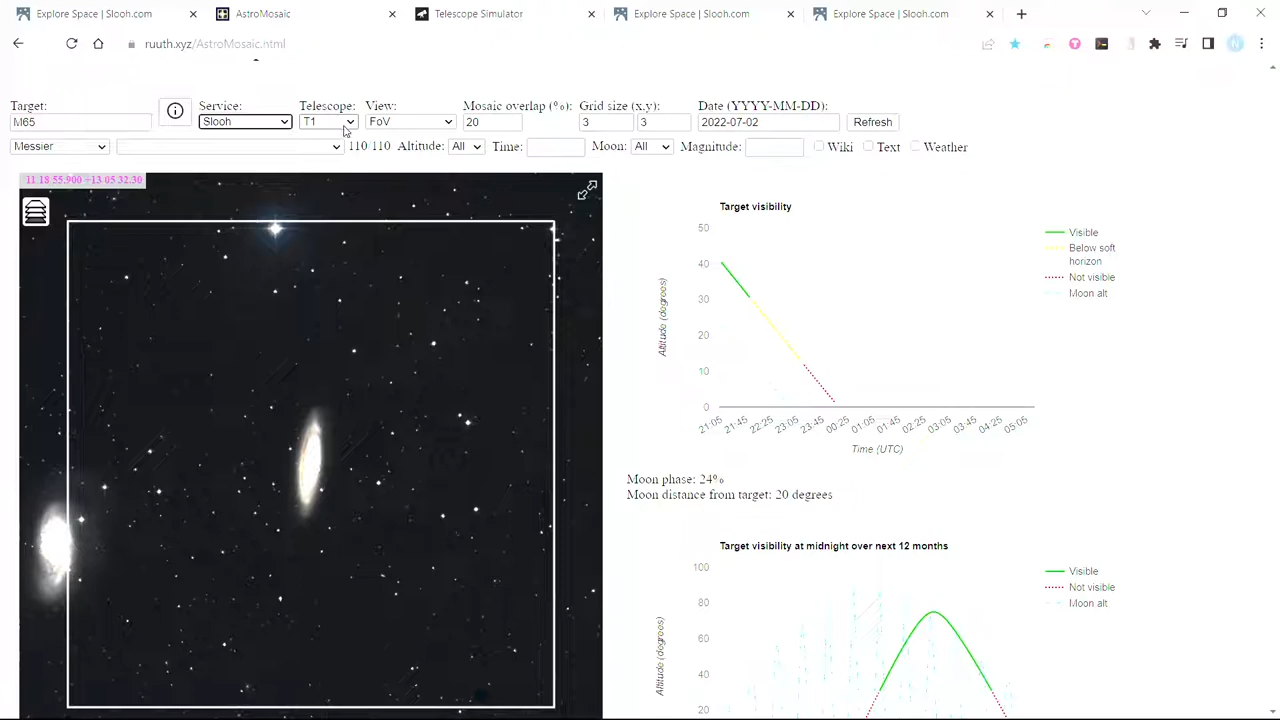 Explore Space | Slooh.com
AstroMosaic
Telescope Simulator
Explore Space | Slooh.com
Explore Space | Slooh.com
ruuth.xyz/AstroMosaic.html
Target: Service: Telescope: View: Mosaic overlap (%): Grid size (x.y): Date (YYYY-MM-DD):
M65 Slooh T1 FoV 20 3 3 2022-07-02 Refresh
Messier 110 110 Altitude: All Time: Moon: All Magnitude: Wiki Text Weather
11 18 55.900 +13 05 32.30
Target visibility
50
40
30
20
10
0
Altitude (degrees)
21:05 21:45 22:25 23:05 23:45 00:25 01:05 01:45 02:25 03:05 03:45 04:25 05:05
Time (UTC)
Visible
Below soft
horizon
Not visible
Moon alt
Moon phase: 24%
Moon distance from target: 20 degrees
Target visibility at midnight over next 12 months
100
80
60
40
20
Altitude (degrees)
Visible
Not visible
Moon alt